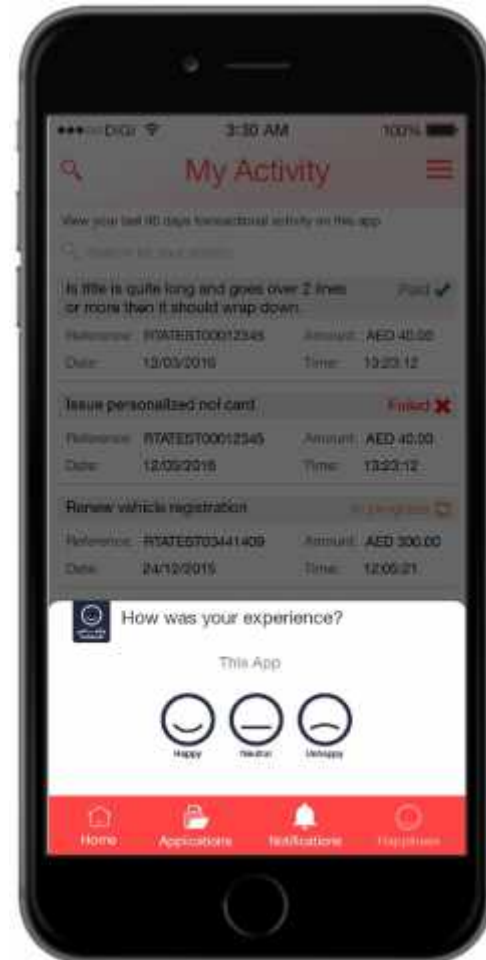 DiGi 3:30 AM 100%
My Activity
View your last 90 days transactional activity on this app
Is title is quite long and goes over 2 lines Paid
or more then it should wrap down.
Reference: RTATEST00012345 Amount: AED 40.00
Date: 12/03/2016 Time: 13:23:12
Issue personalized nol card Failed
Reference: RTATEST00012345 Amount: AED 40.00
Date: 12/03/2016 Time: 13:23:12
Renew vehicle registration In progress
Reference: RTATEST03441409 Amount: AED 300.00
Date: 24/12/2015 Time: 12:05:21
How was your experience?
This App
Happy Neutral Unhappy
Home Applications Notifications Happiness